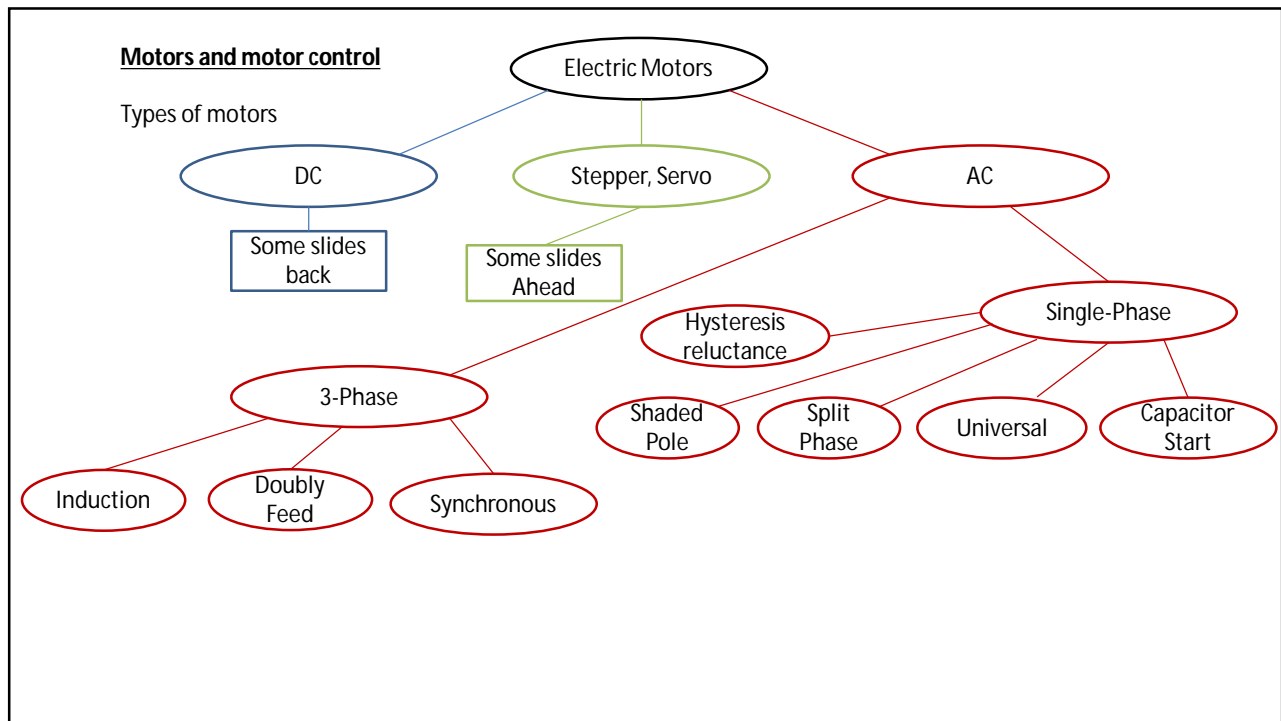 Motors and motor control
Electric Motors
Types of motors
DC
Stepper, Servo
AC
Some slides
back
Some slides
Ahead
Single-Phase
Hysteresis
reluctance
3-Phase
Shaded
Pole
Split
Phase
Universal
Capacitor
Start
Induction
Doubly
Feed
Synchronous